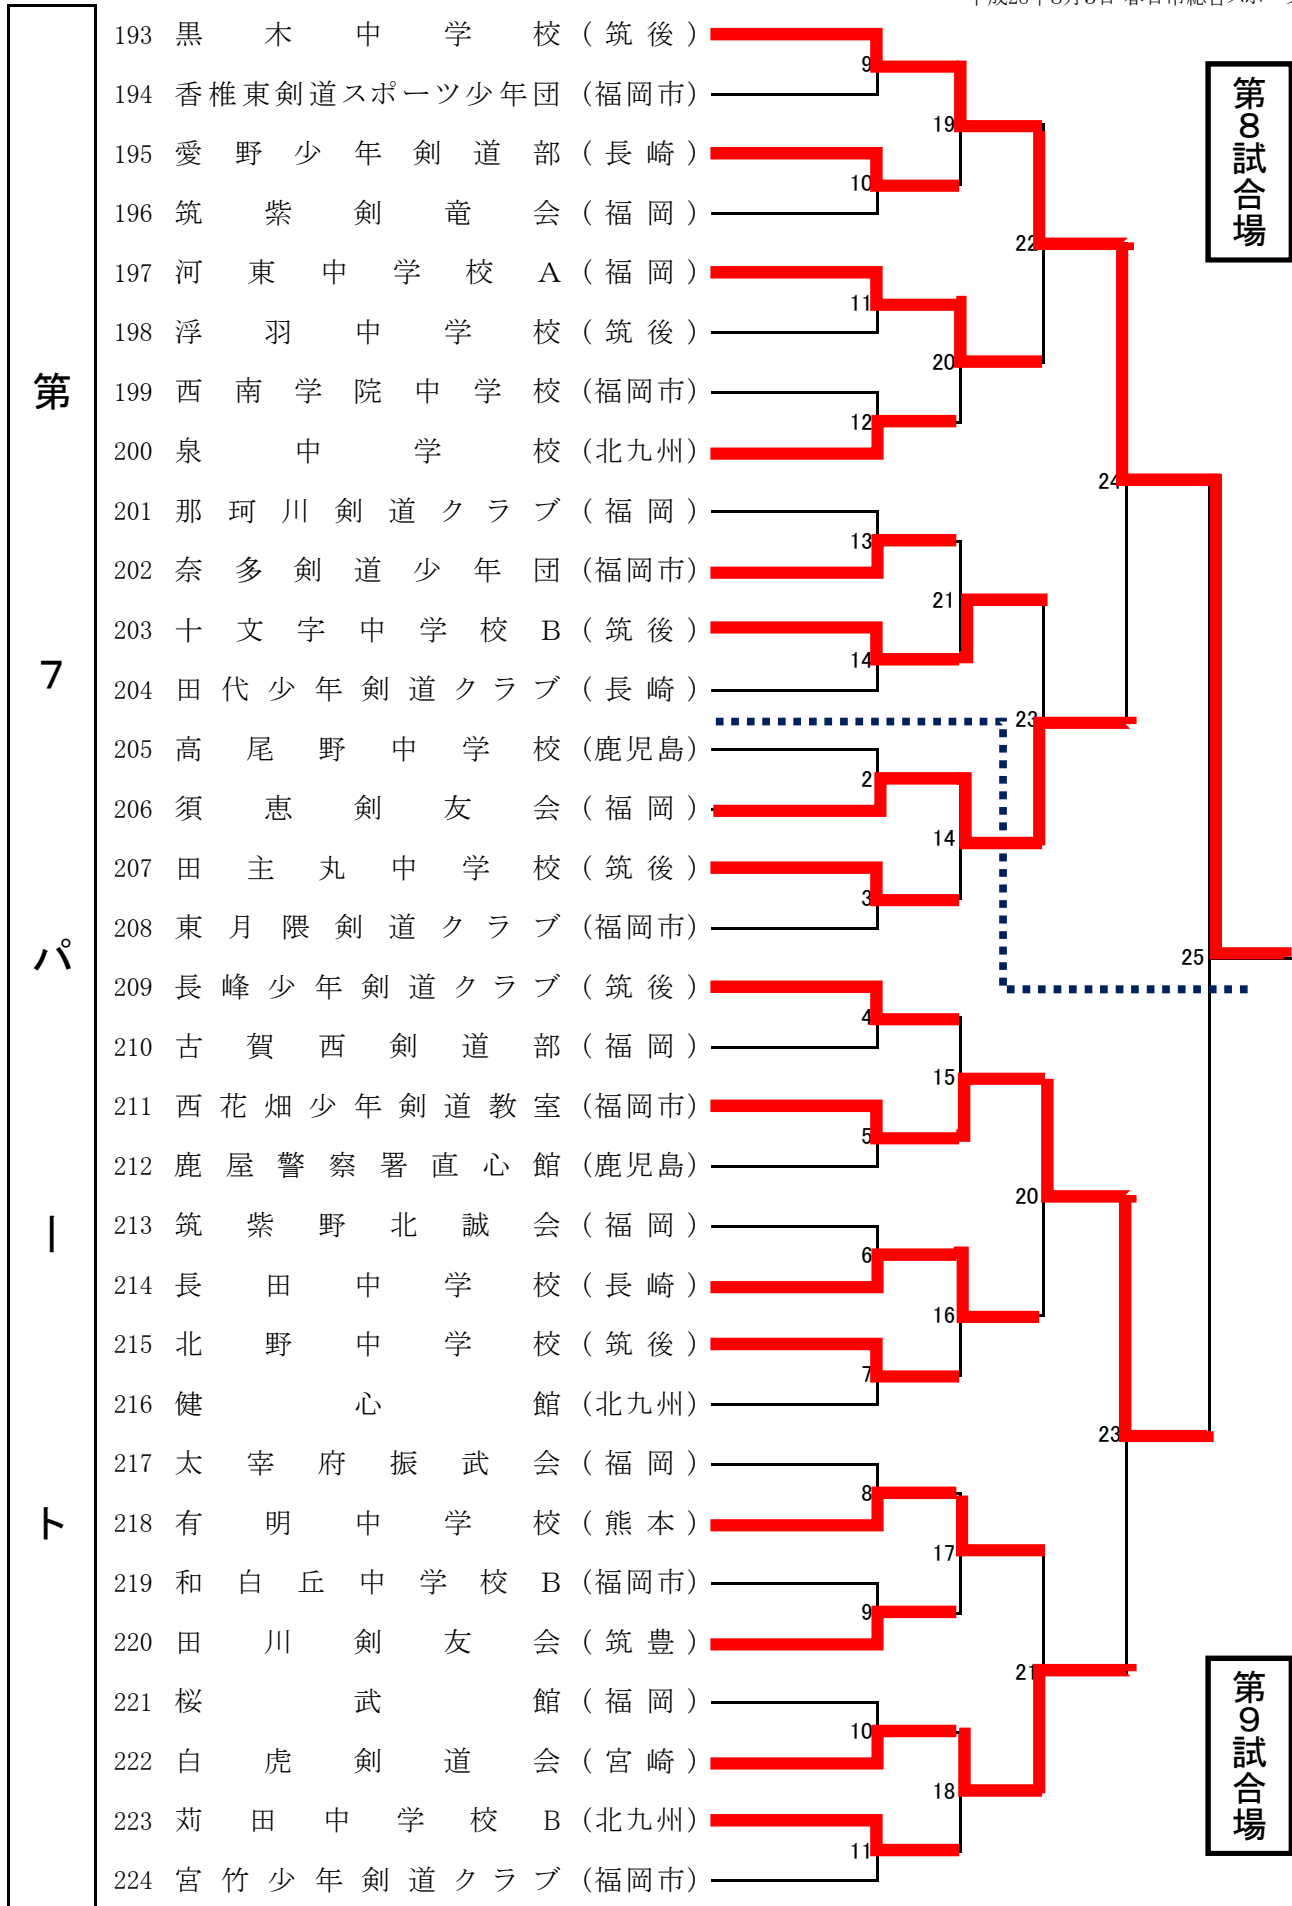 193 黒木中学校 (筑後)
9
194 香椎東剣道スポーツ少年団 (福岡市)
19
195 愛野少年剣道部 (長崎)
10
196 筑紫剣竜会 (福岡)
22
197 河東中学校A (福岡)
11
198 浮羽中学校 (筑後)
20
199 西南学院中学校 (福岡市)
12
200 泉中学校 (北九州)
24
201 那珂川剣道クラブ (福岡)
13
202 奈多剣道少年団 (福岡市)
21
203 十文字中学校B (筑後)
14
204 田代少年剣道クラブ (長崎)
23
205 高尾野中学校 (鹿児島)
2
206 須恵剣友会 (福岡)
14
207 田主丸中学校 (筑後)
3
208 東月隈剣道クラブ (福岡市)
25
209 長峰少年剣道クラブ (筑後)
4
210 古賀西剣道部 (福岡)
15
211 西花畑少年剣道教室 (福岡市)
5
212 鹿屋警察署直心館 (鹿児島)
20
213 筑紫野北誠会 (福岡)
6
214 長田中学校 (長崎)
16
215 北野中学校 (筑後)
7
216 健心館 (北九州)
23
217 太宰府振武会 (福岡)
8
218 有明中学校 (熊本)
17
219 和白丘中学校B (福岡市)
9
220 田川剣友会 (筑豊)
21
221 桜武館 (福岡)
10
222 白虎剣道会 (宮崎)
18
223 苅田中学校B (北九州)
11
224 宮竹少年剣道クラブ (福岡市)
第7パート
第8試合場
第9試合場